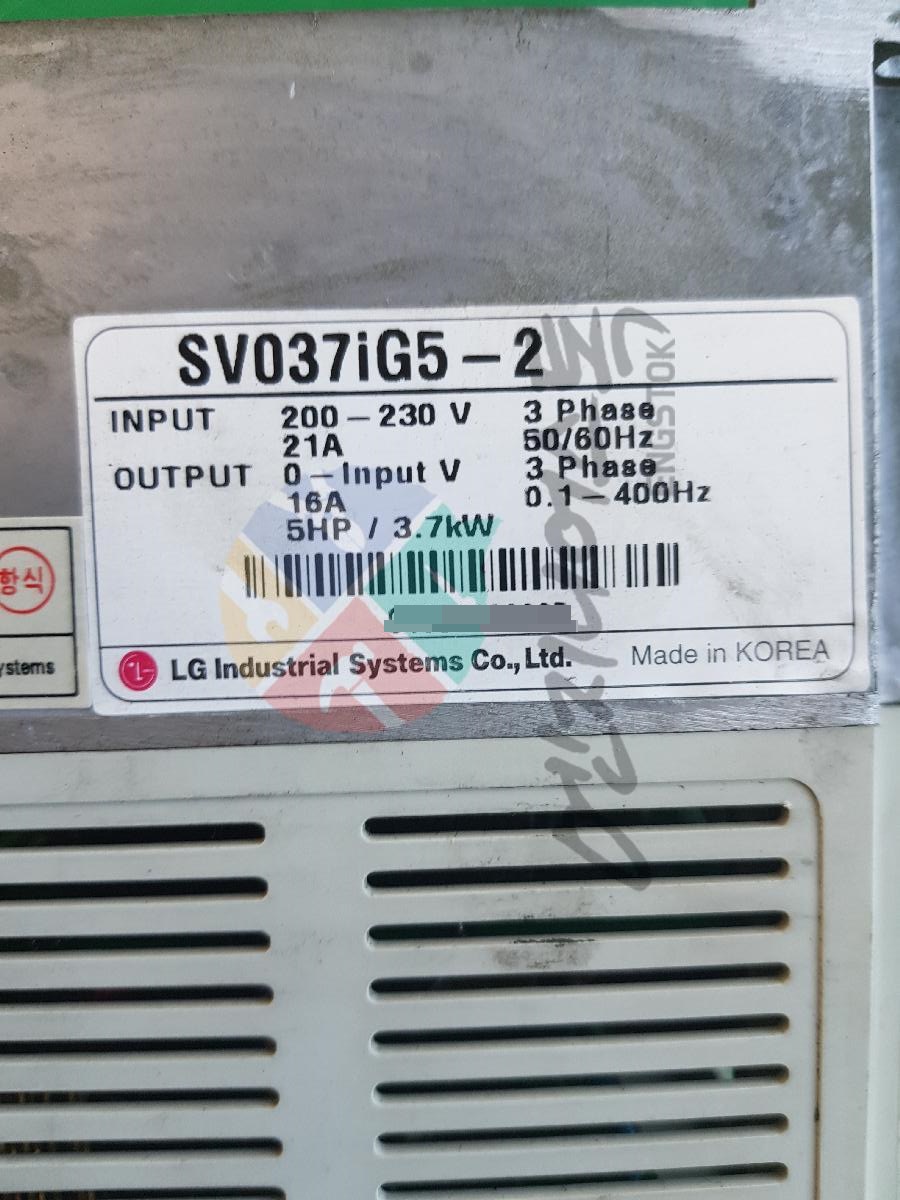 SV037iG5-2
INPUT 200-230 V 3 Phase
21A 50/60Hz
OUTPUT 0-Input V 3 Phase
16A 0.1-400Hz
5HP / 3.7kW
LG Industrial Systems Co.,Ltd. Made in KOREA
항식
ystems
NGSTOK